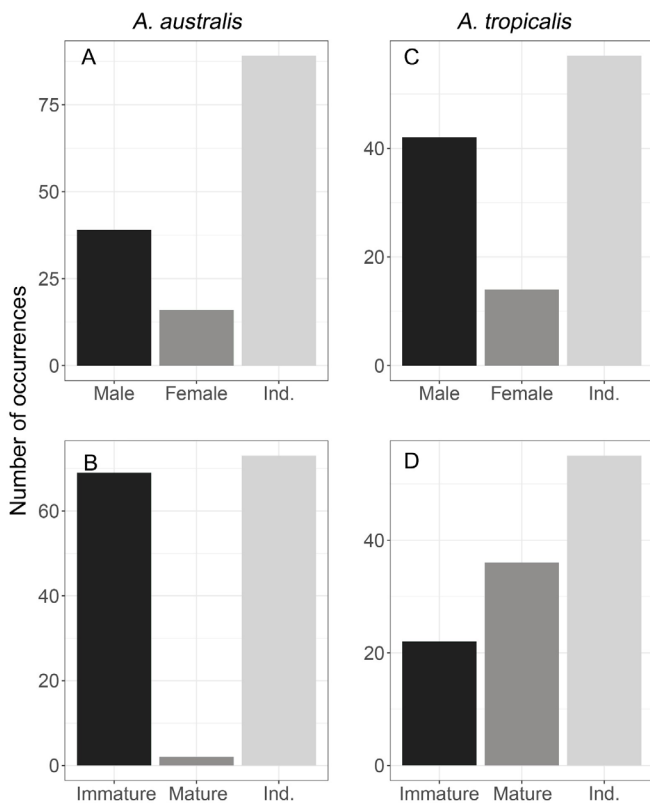 A. australis
A. tropicalis
Number of occurrences
A
75
50
25
0
Male Female Ind.
C
40
20
0
Male Female Ind.
B
60
40
20
0
Immature Mature Ind.
D
40
20
0
Immature Mature Ind.